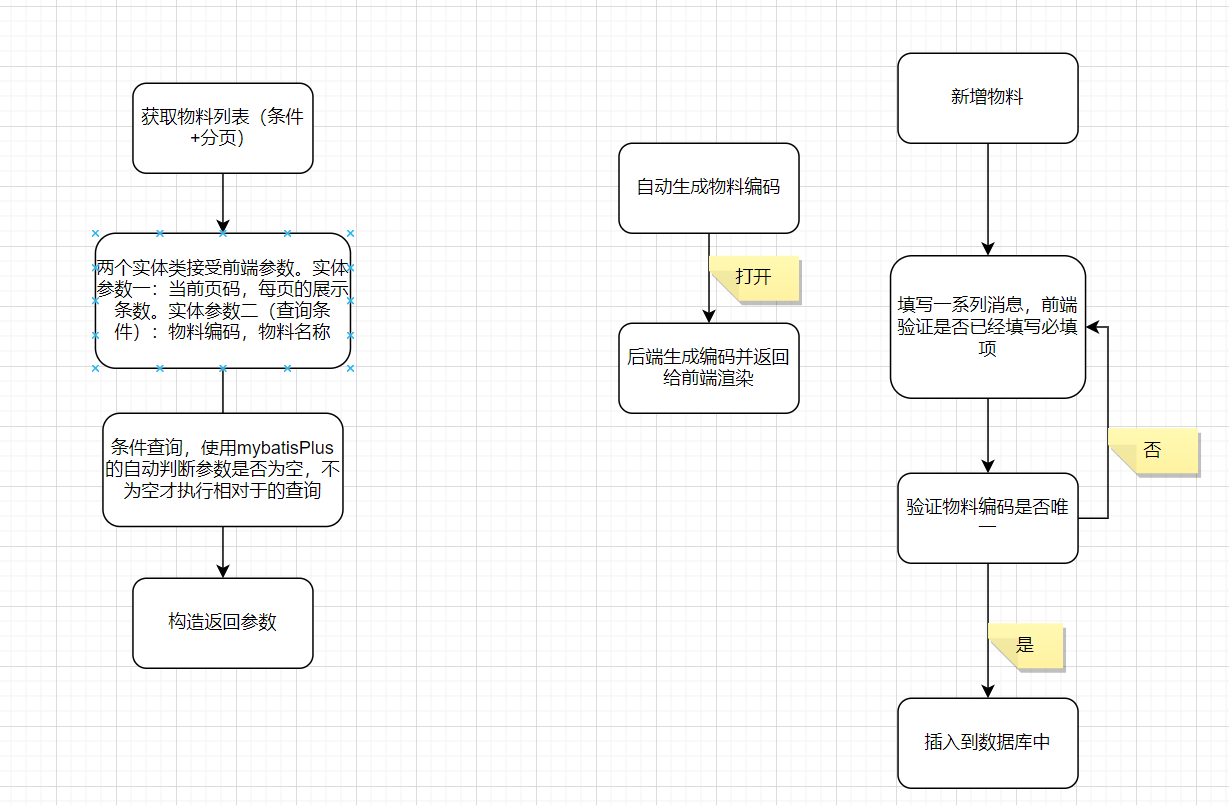 获取物料列表（条件
+分页）
两个实体类接受前端参数。实体
参数一：当前页码，每页的展示
条数。实体参数二（查询条
件）：物料编码，物料名称
条件查询，使用mybatisPlus
的自动判断参数是否为空，不
为空才执行相对于的查询
构造返回参数
自动生成物料编码
打开
后端生成编码并返回
给前端渲染
新增物料
填写一系列消息，前端
验证是否已经填写必填
项
否
验证物料编码是否唯
一
是
插入到数据库中